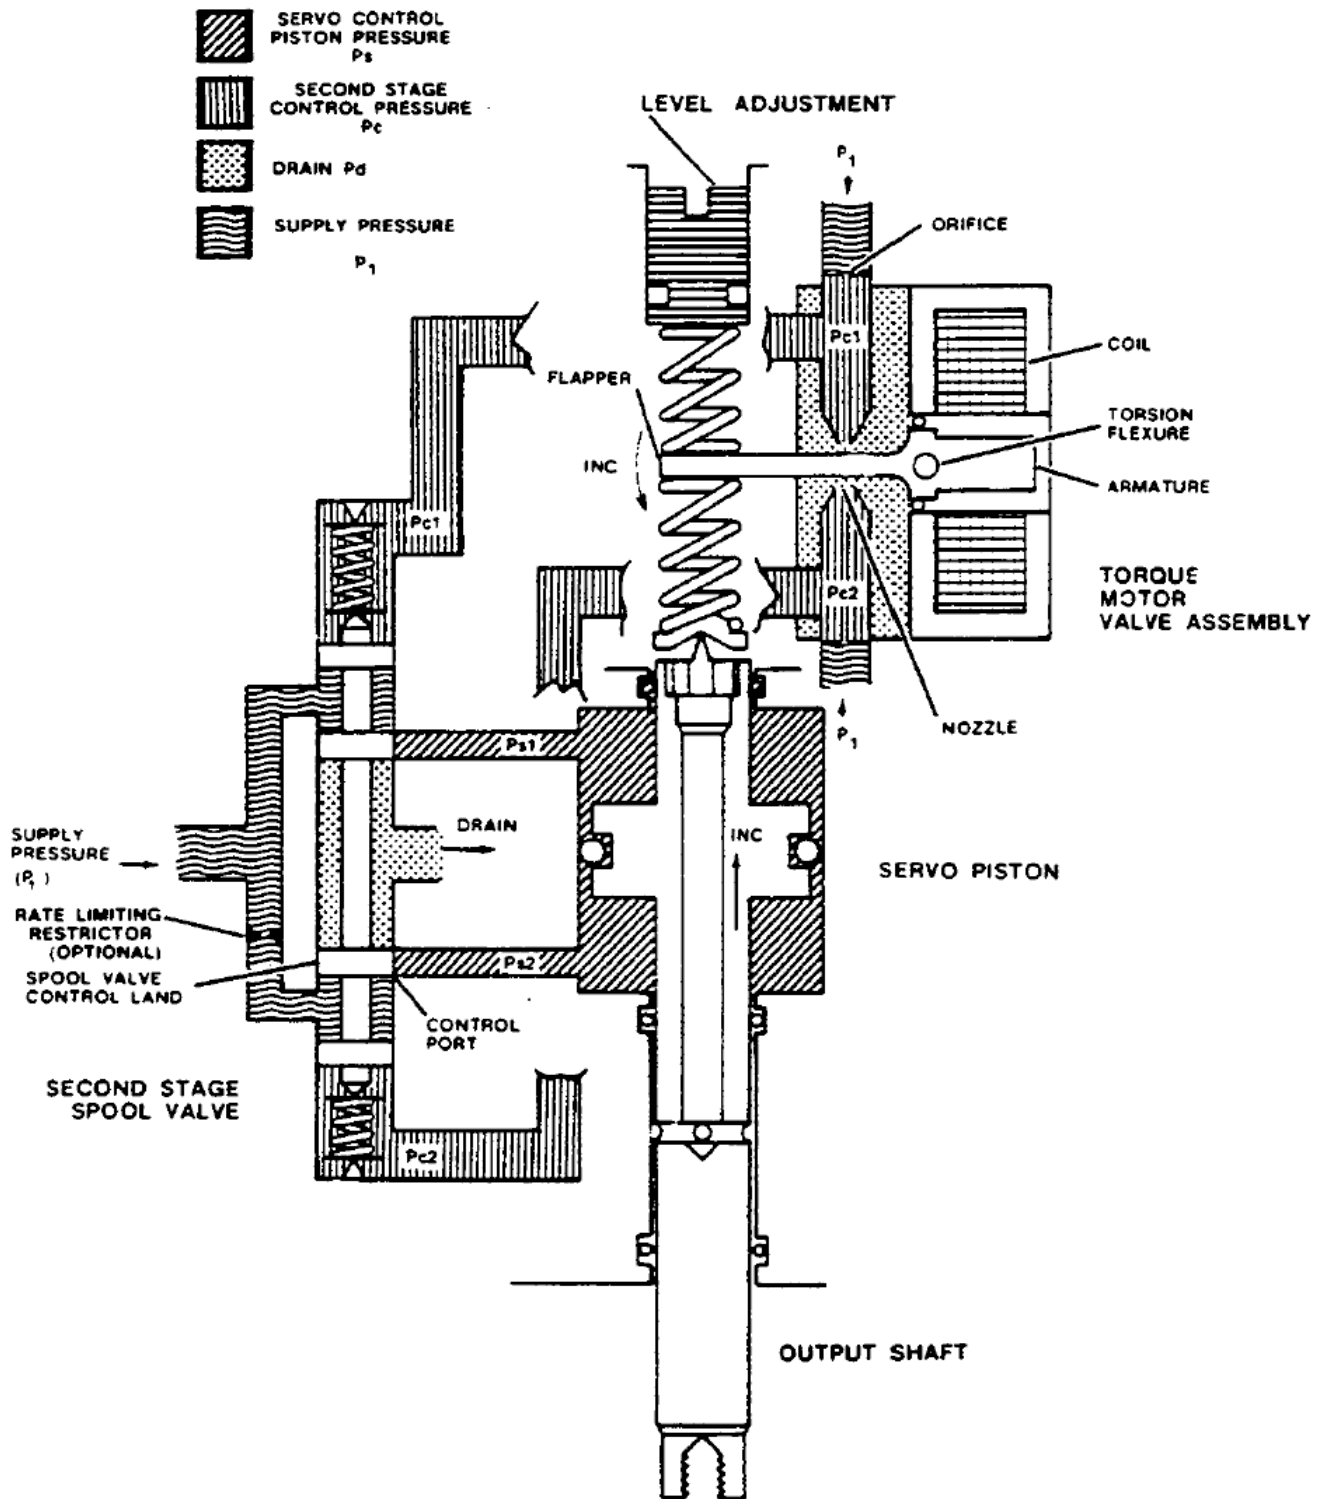 SERVO CONTROL
PISTON PRESSURE
Ps
SECOND STAGE
CONTROL PRESSURE
Pc
DRAIN Pd
SUPPLY PRESSURE
P1
LEVEL ADJUSTMENT
P1
ORIFICE
Pc1
COIL
FLAPPER
TORSION
FLEXURE
INC
ARMATURE
Pc1
Pc2
TORQUE
MOTOR
VALVE ASSEMBLY
NOZZLE
P1
Ps1
SUPPLY
PRESSURE
(P1)
DRAIN
INC
SERVO PISTON
RATE LIMITING
RESTRICTOR
(OPTIONAL)
SPOOL VALVE
CONTROL LAND
Ps2
CONTROL
PORT
SECOND STAGE
SPOOL VALVE
Pc2
OUTPUT SHAFT